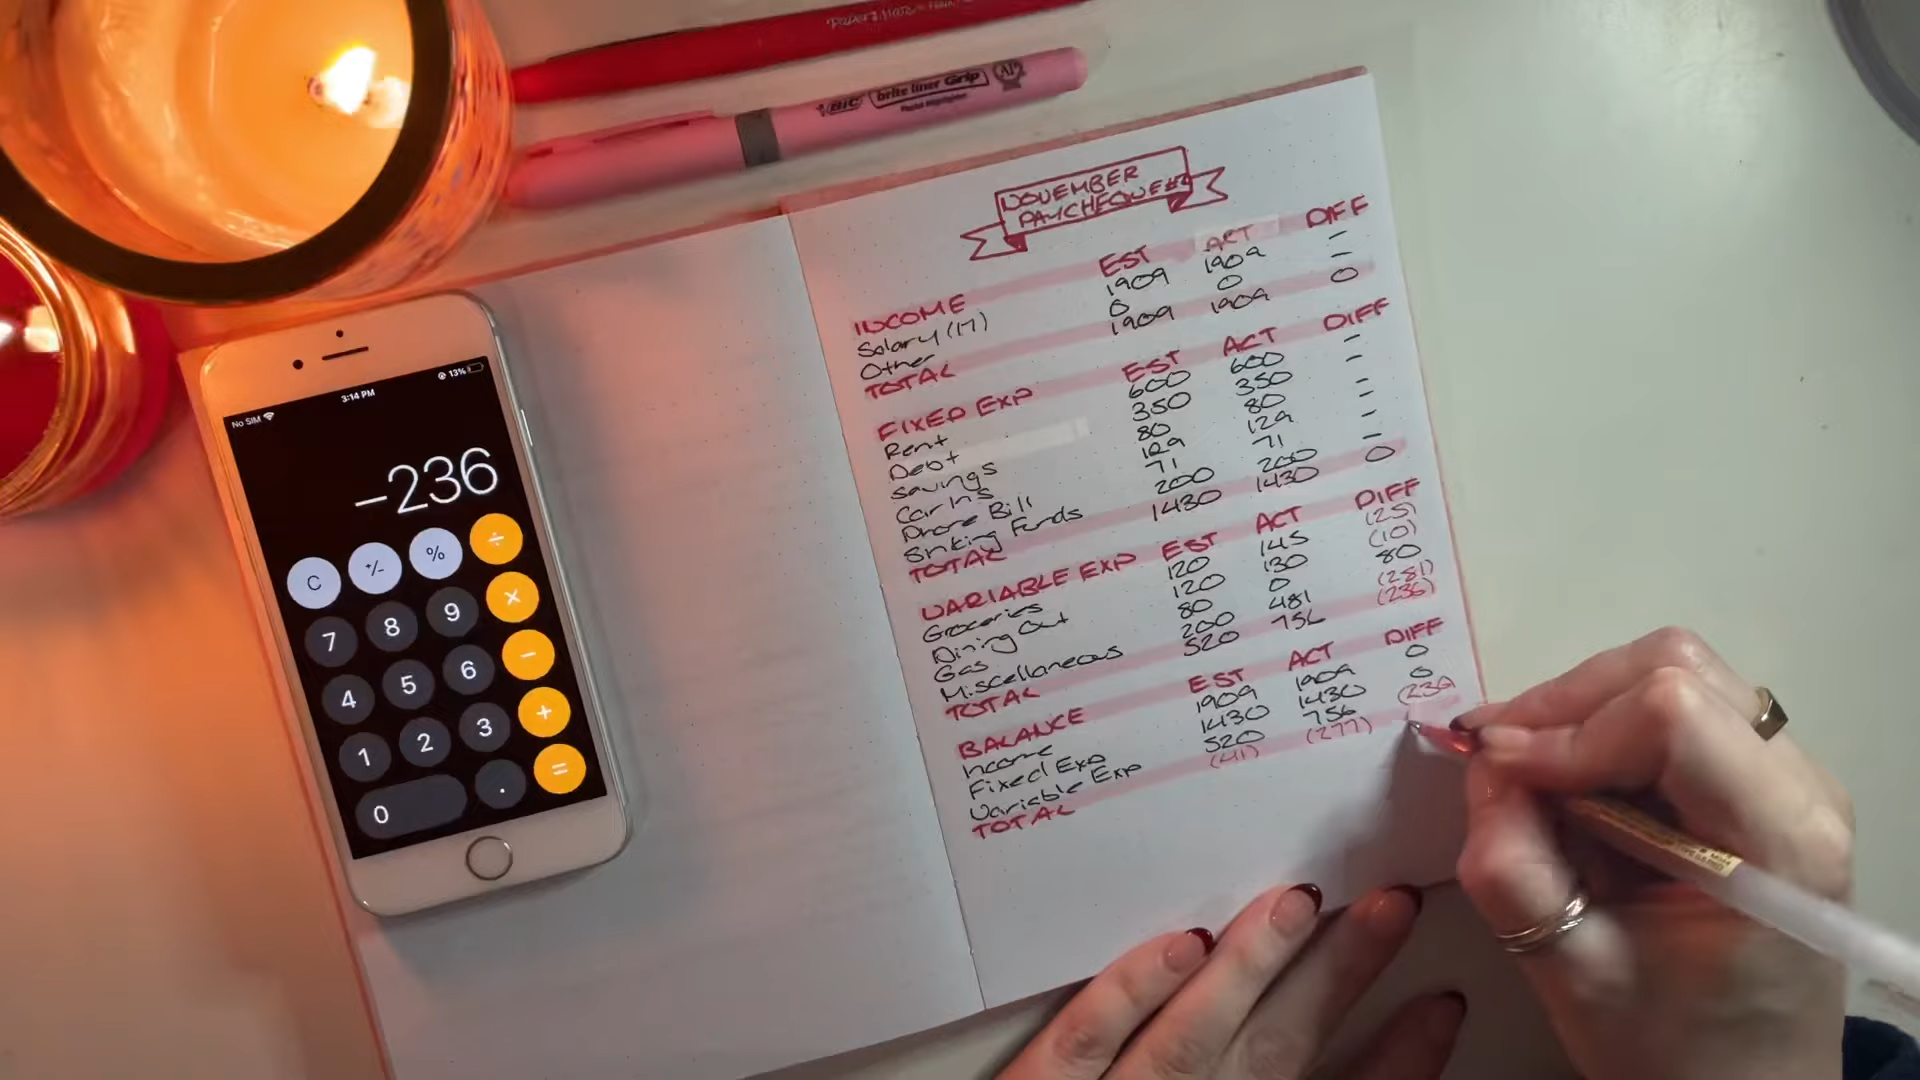 BIC brite liner Grip AP
NOVEMBER
PAYCHEQUE #2
INCOME EST ACT DIFF
Salary (17) 1909 1909 -
Other 0 0 -
TOTAL 1909 1909 0
FIXED EXP EST ACT DIFF
Rent 600 600 -
Debt 350 350 -
Savings 80 80 -
Car Ins 129 129 -
Phone Bill 71 71 -
Sinking Funds 200 200
TOTAL 1430 1430 0
VARIABLE EXP EST ACT DIFF
Groceries 120 145 (25)
Dining Out 120 130 (10)
Gas 80 0 80
Miscellaneous 200 481 (281)
TOTAL 520 756 (236)
BALANCE EST ACT DIFF
Income 1909 1909 0
Fixed Exp 1430 1430 0
Variable Exp 520 756 (236
TOTAL (41) (277)
No SIM 3:14 PM 13%
-236
C +/- % ÷
7 8 9 ×
4 5 6 −
1 2 3 +
0 . =